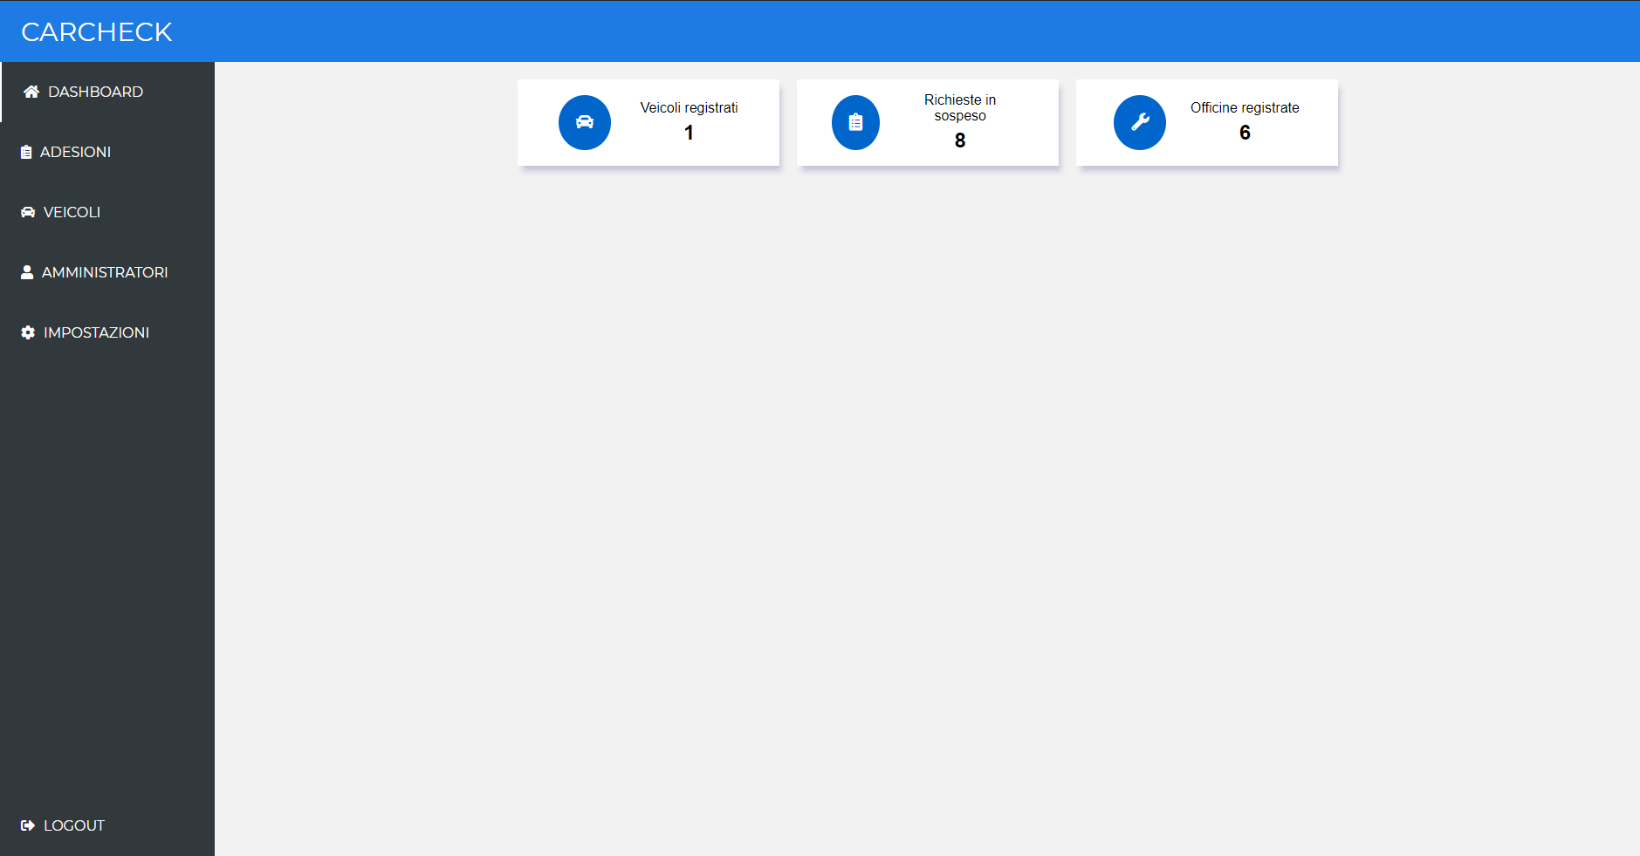 CARCHECK
DASHBOARD
ADESIONI
VEICOLI
AMMINISTRATORI
IMPOSTAZIONI
LOGOUT
Veicoli registrati
1
Richieste in
sospeso
8
Officine registrate
6